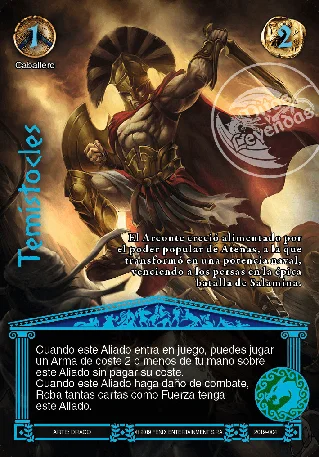 1
2
Caballero
Temístocles
Leyendas
El Arconte creció alimentado por
el poder popular de Atenas, a la que
transformó en una potencia naval,
venciendo a los persas en la épica
batalla de Salamina.
Cuando este Aliado entra en juego, puedes jugar
un Arma de coste 2 o menos de tu mano sobre
este Aliado sin pagar su coste.
Cuando este Aliado haga daño de combate,
Roba tantas cartas como Fuerza tenga
este Aliado.